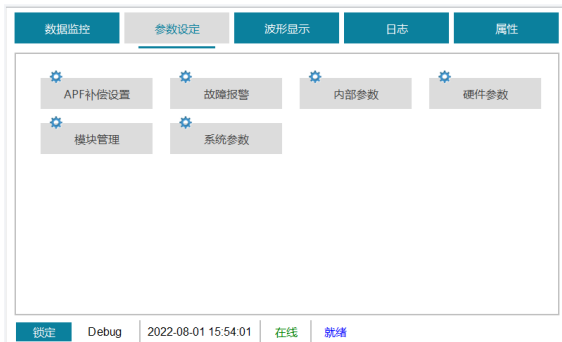 数据监控 参数设定 波形显示 日志 属性
APF补偿设置 故障报警 内部参数 硬件参数
模块管理 系统参数
锁定 Debug 2022-08-01 15:54:01 在线 就绪